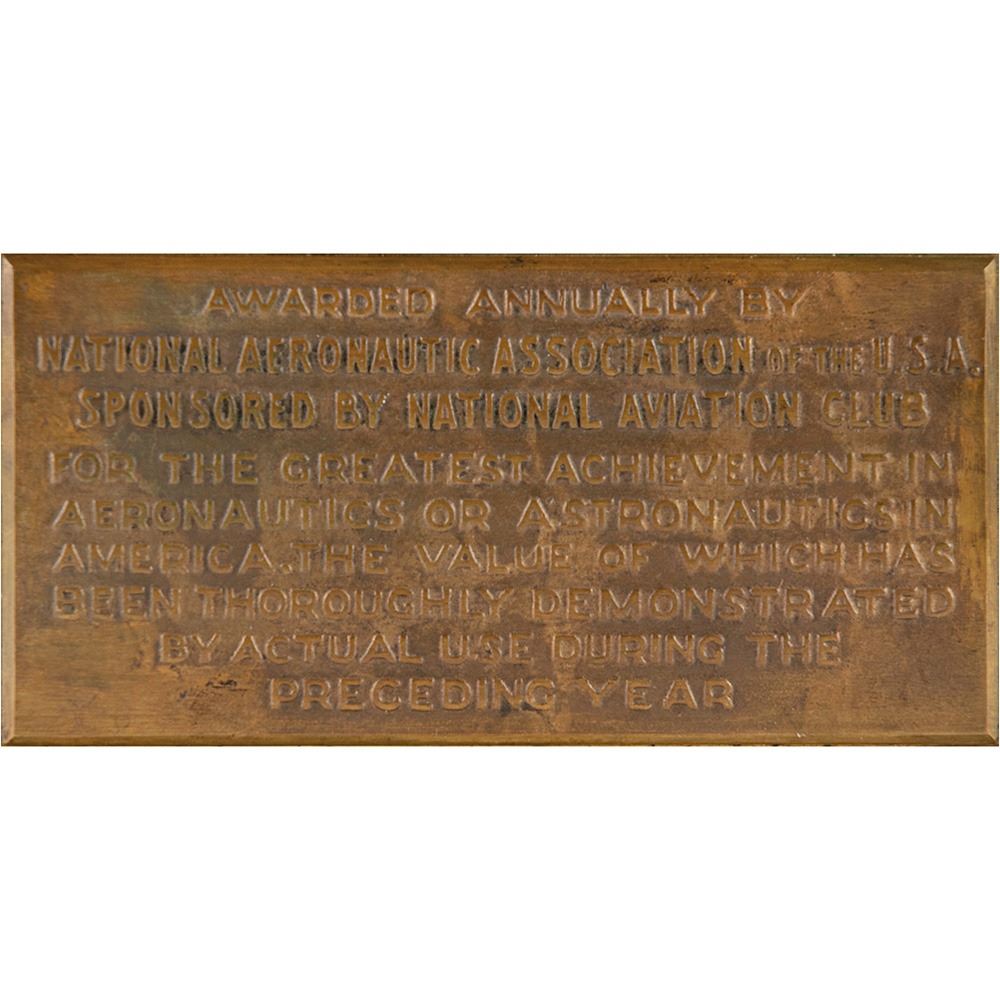 AWARDED ANNUALLY BY
NATIONAL AERONAUTIC ASSOCIATION OF THE U.S.A.
SPONSORED BY NATIONAL AVIATION CLUB
FOR THE GREATEST ACHIEVEMENT IN
AERONAUTICS OR ASTRONAUTICS IN
AMERICA. THE VALUE OF WHICH HAS
BEEN THOROUGHLY DEMONSTRATED
BY ACTUAL USE DURING THE
PRECEDING YEAR